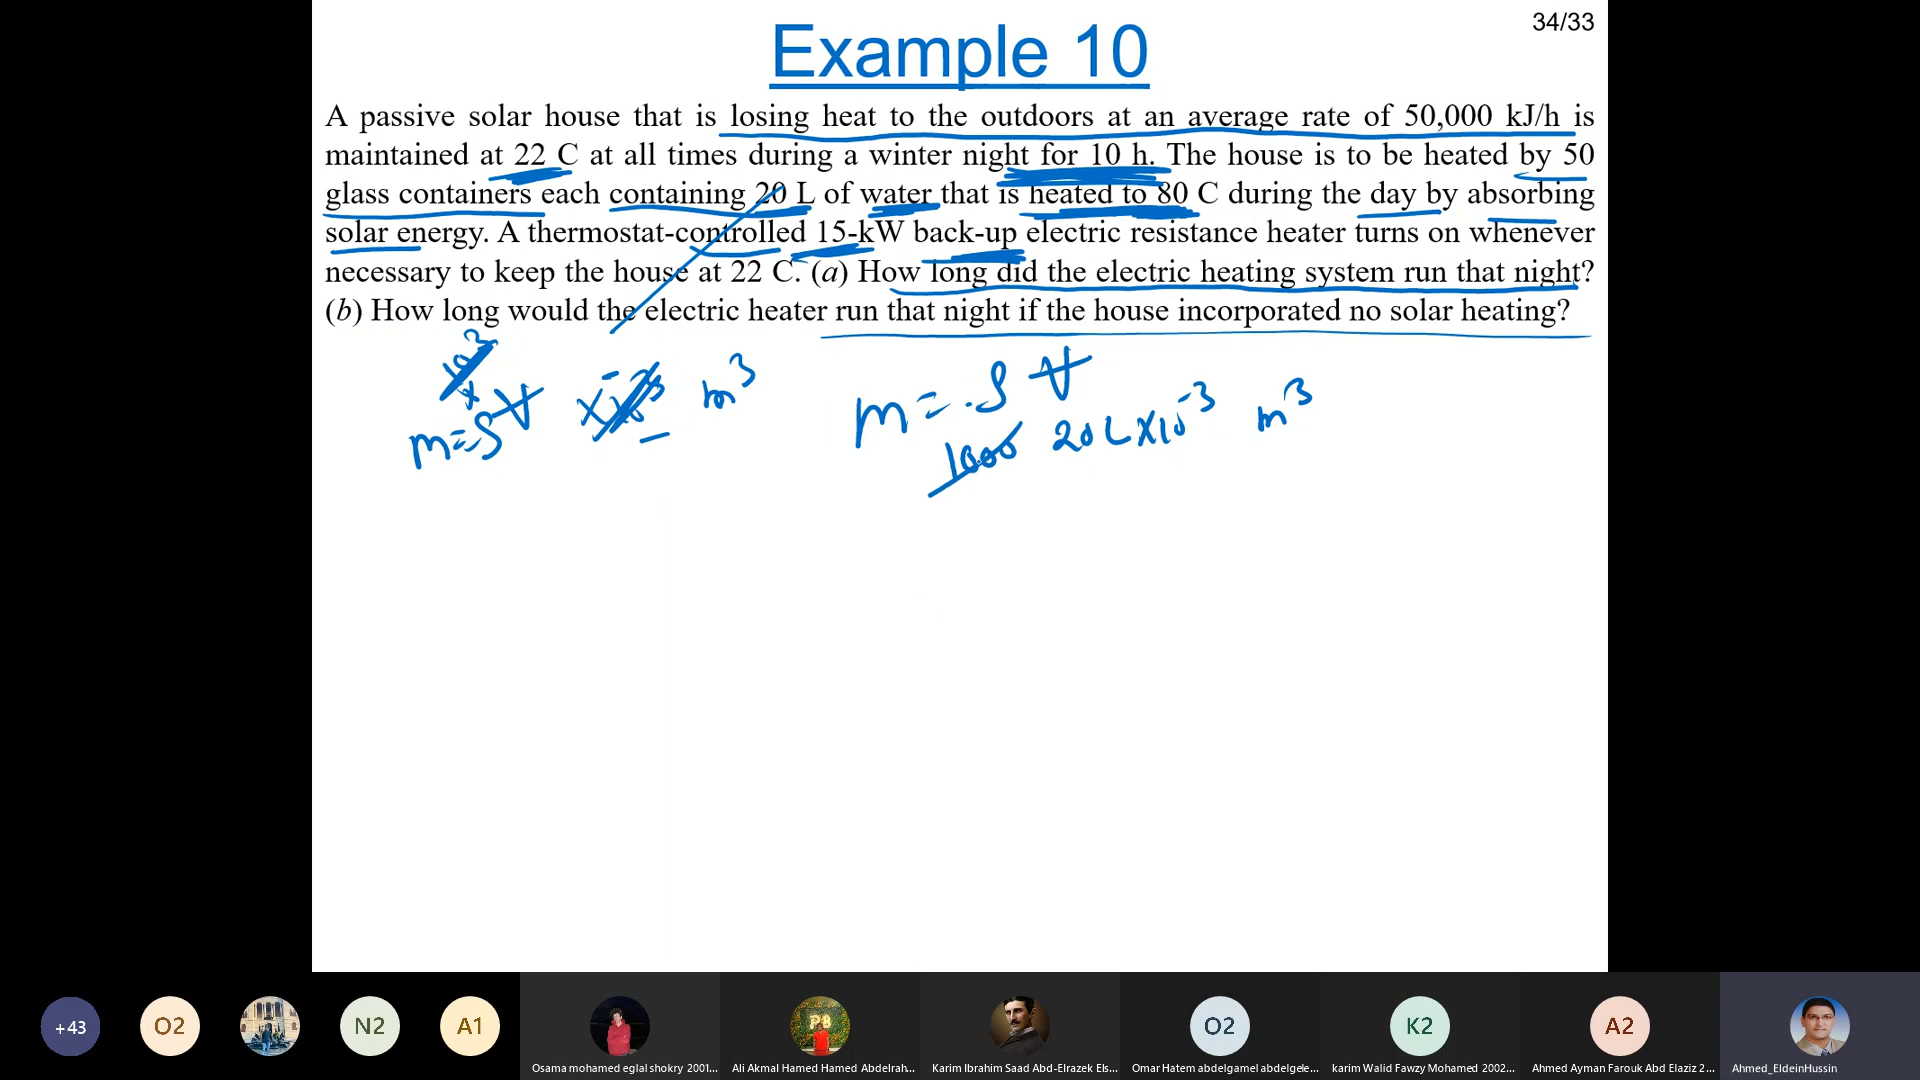 34/33
Example 10
A passive solar house that is losing heat to the outdoors at an average rate of 50,000 kJ/h is
maintained at 22 C at all times during a winter night for 10 h. The house is to be heated by 50
glass containers each containing 20 L of water that is heated to 80 C during the day by absorbing
solar energy. A thermostat-controlled 15-kW back-up electric resistance heater turns on whenever
necessary to keep the house at 22 C. (a) How long did the electric heating system run that night?
(b) How long would the electric heater run that night if the house incorporated no solar heating?
m = ρV m³
m = ρ V
1000 20 L x 10⁻³ m³
+43
O2
N2
A1
Osama mohamed eglal shokry 2001...
Ali Akmal Hamed Hamed Abdelrah...
Karim Ibrahim Saad Abd-Elrazek Els...
O2
Omar Hatem abdelgamel abdelgele...
K2
karim Walid Fawzy Mohamed 2002...
A2
Ahmed Ayman Farouk Abd Elaziz 2...
Ahmed_EldeinHussin